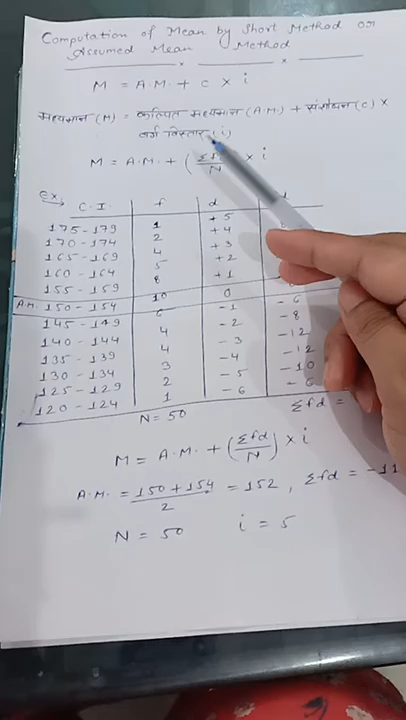 Computation of Mean by Short Method or
Assumed Mean Method
M = A.M. + C × i
मध्यमान (M) = कल्पित मध्यमान (A.M.) + संशोधन (C) ×
वर्ग विस्तार (i)
M = A.M. + (Σf / N) × i
Ex.
C.I. f d
175-179 1 +5
170-174 2 +4
165-169 4 +3
160-164 5 +2
155-159 8 +1
A.M. 150-154 10 0
145-149 6 -1 -6
140-144 4 -2 -8
135-139 4 -3 -12
130-134 3 -4 -12
125-129 2 -5 -10
120-124 1 -6 -6
N = 50 Σfd =
M = A.M. + (Σfd / N) × i
A.M. = 150 + 154 / 2 = 152, Σfd = -11
N = 50 i = 5